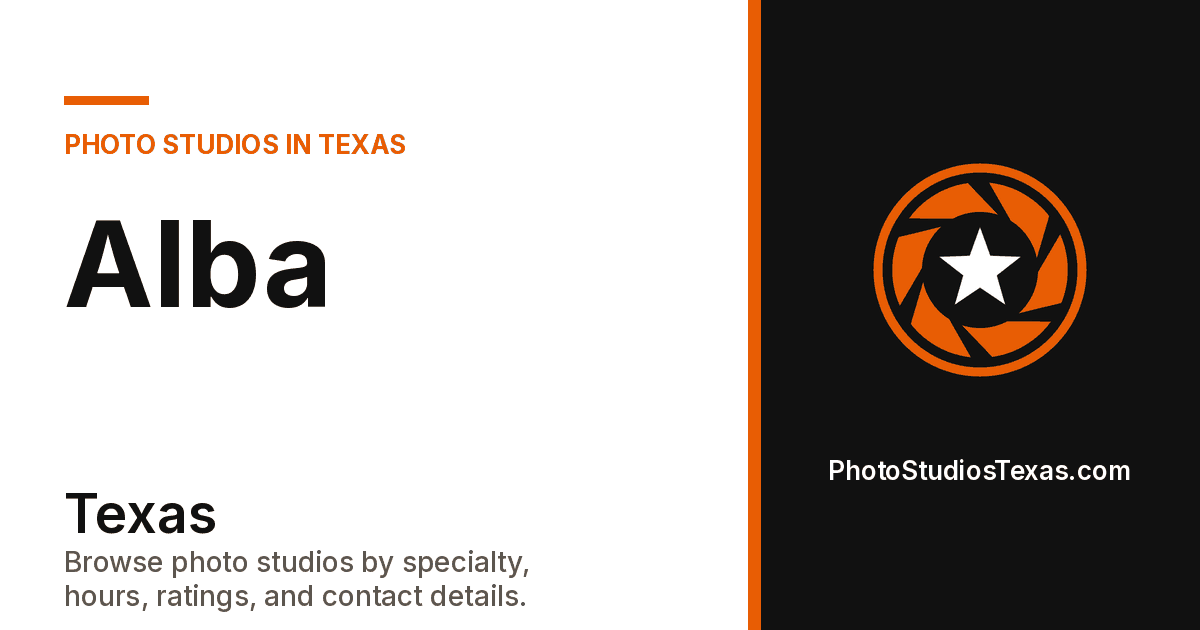 PHOTO STUDIOS IN TEXAS
Alba
Texas
Browse photo studios by specialty,
hours, ratings, and contact details.
PhotoStudiosTexas.com